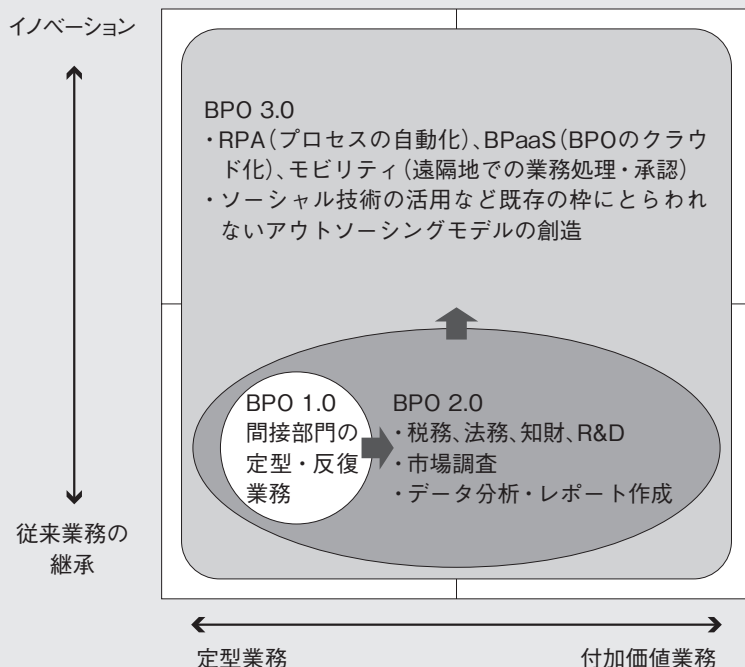 イノベーション
BPO 3.0
・RPA（プロセスの自動化）、BPaaS（BPOのクラウ
ド化）、モビリティ（遠隔地での業務処理・承認）
・ソーシャル技術の活用など既存の枠にとらわれ
ないアウトソーシングモデルの創造
BPO 1.0
間接部門の
定型・反復
業務
BPO 2.0
・税務、法務、知財、R&D
・市場調査
・データ分析・レポート作成
従来業務の
継承
定型業務
付加価値業務